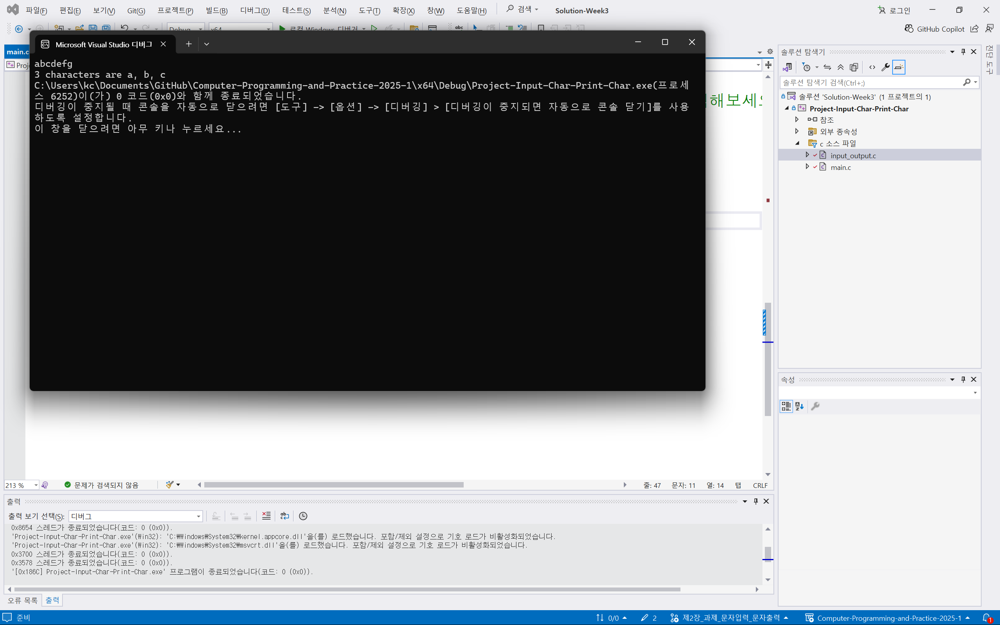 파일(F) 편집(E) 보기(V) Git(G) 프로젝트(P) 빌드(B) 디버그(D) 테스트(S) 분석(N) 도구(T) 확장(X) 창(W) 도움말(H) 검색 Solution-Week3 로그인
Debug x64 로컬 Windows 디버거 GitHub Copilot
Microsoft Visual Studio 디버그
main.c
Proj
abcdefg
3 characters are a, b, c
C:\Users\kc\Documents\GitHub\Computer-Programming-and-Practice-2025-1\x64\Debug\Project-Input-Char-Print-Char.exe(프로세
스 6252)이(가) 0 코드(0x0)와 함께 종료되었습니다.
디버깅이 중지될 때 콘솔을 자동으로 닫으려면 [도구] -> [옵션] -> [디버깅] > [디버깅이 중지되면 자동으로 콘솔 닫기]를 사용
하도록 설정합니다.
이 창을 닫으려면 아무 키나 누르세요...
해보세요
솔루션 탐색기
솔루션 탐색기 검색(Ctrl+;)
솔루션 'Solution-Week3' (1 프로젝트의 1)
Project-Input-Char-Print-Char
참조
외부 종속성
c 소스 파일
input_output.c
main.c
진단 도구
속성
213 % 문제가 검색되지 않음 줄: 47 문자: 11 열: 14 탭 CRLF
출력
출력 보기 선택(S): 디버그
0x8654 스레드가 종료되었습니다(코드: 0 (0x0)).
'Project-Input-Char-Print-Char.exe'(Win32): 'C:₩Windows₩System32₩kernel.appcore.dll'을(를) 로드했습니다. 포함/제외 설정으로 기호 로드가 비활성화되었습니다.
'Project-Input-Char-Print-Char.exe'(Win32): 'C:₩Windows₩System32₩msvcrt.dll'을(를) 로드했습니다. 포함/제외 설정으로 기호 로드가 비활성화되었습니다.
0x3700 스레드가 종료되었습니다(코드: 0 (0x0)).
0x3578 스레드가 종료되었습니다(코드: 0 (0x0)).
'[0x186C] Project-Input-Char-Print-Char.exe' 프로그램이 종료되었습니다(코드: 0 (0x0)).
오류 목록 출력
준비 0/0 2 제2장_과제_문자입력_문자출력 Computer-Programming-and-Practice-2025-1 1